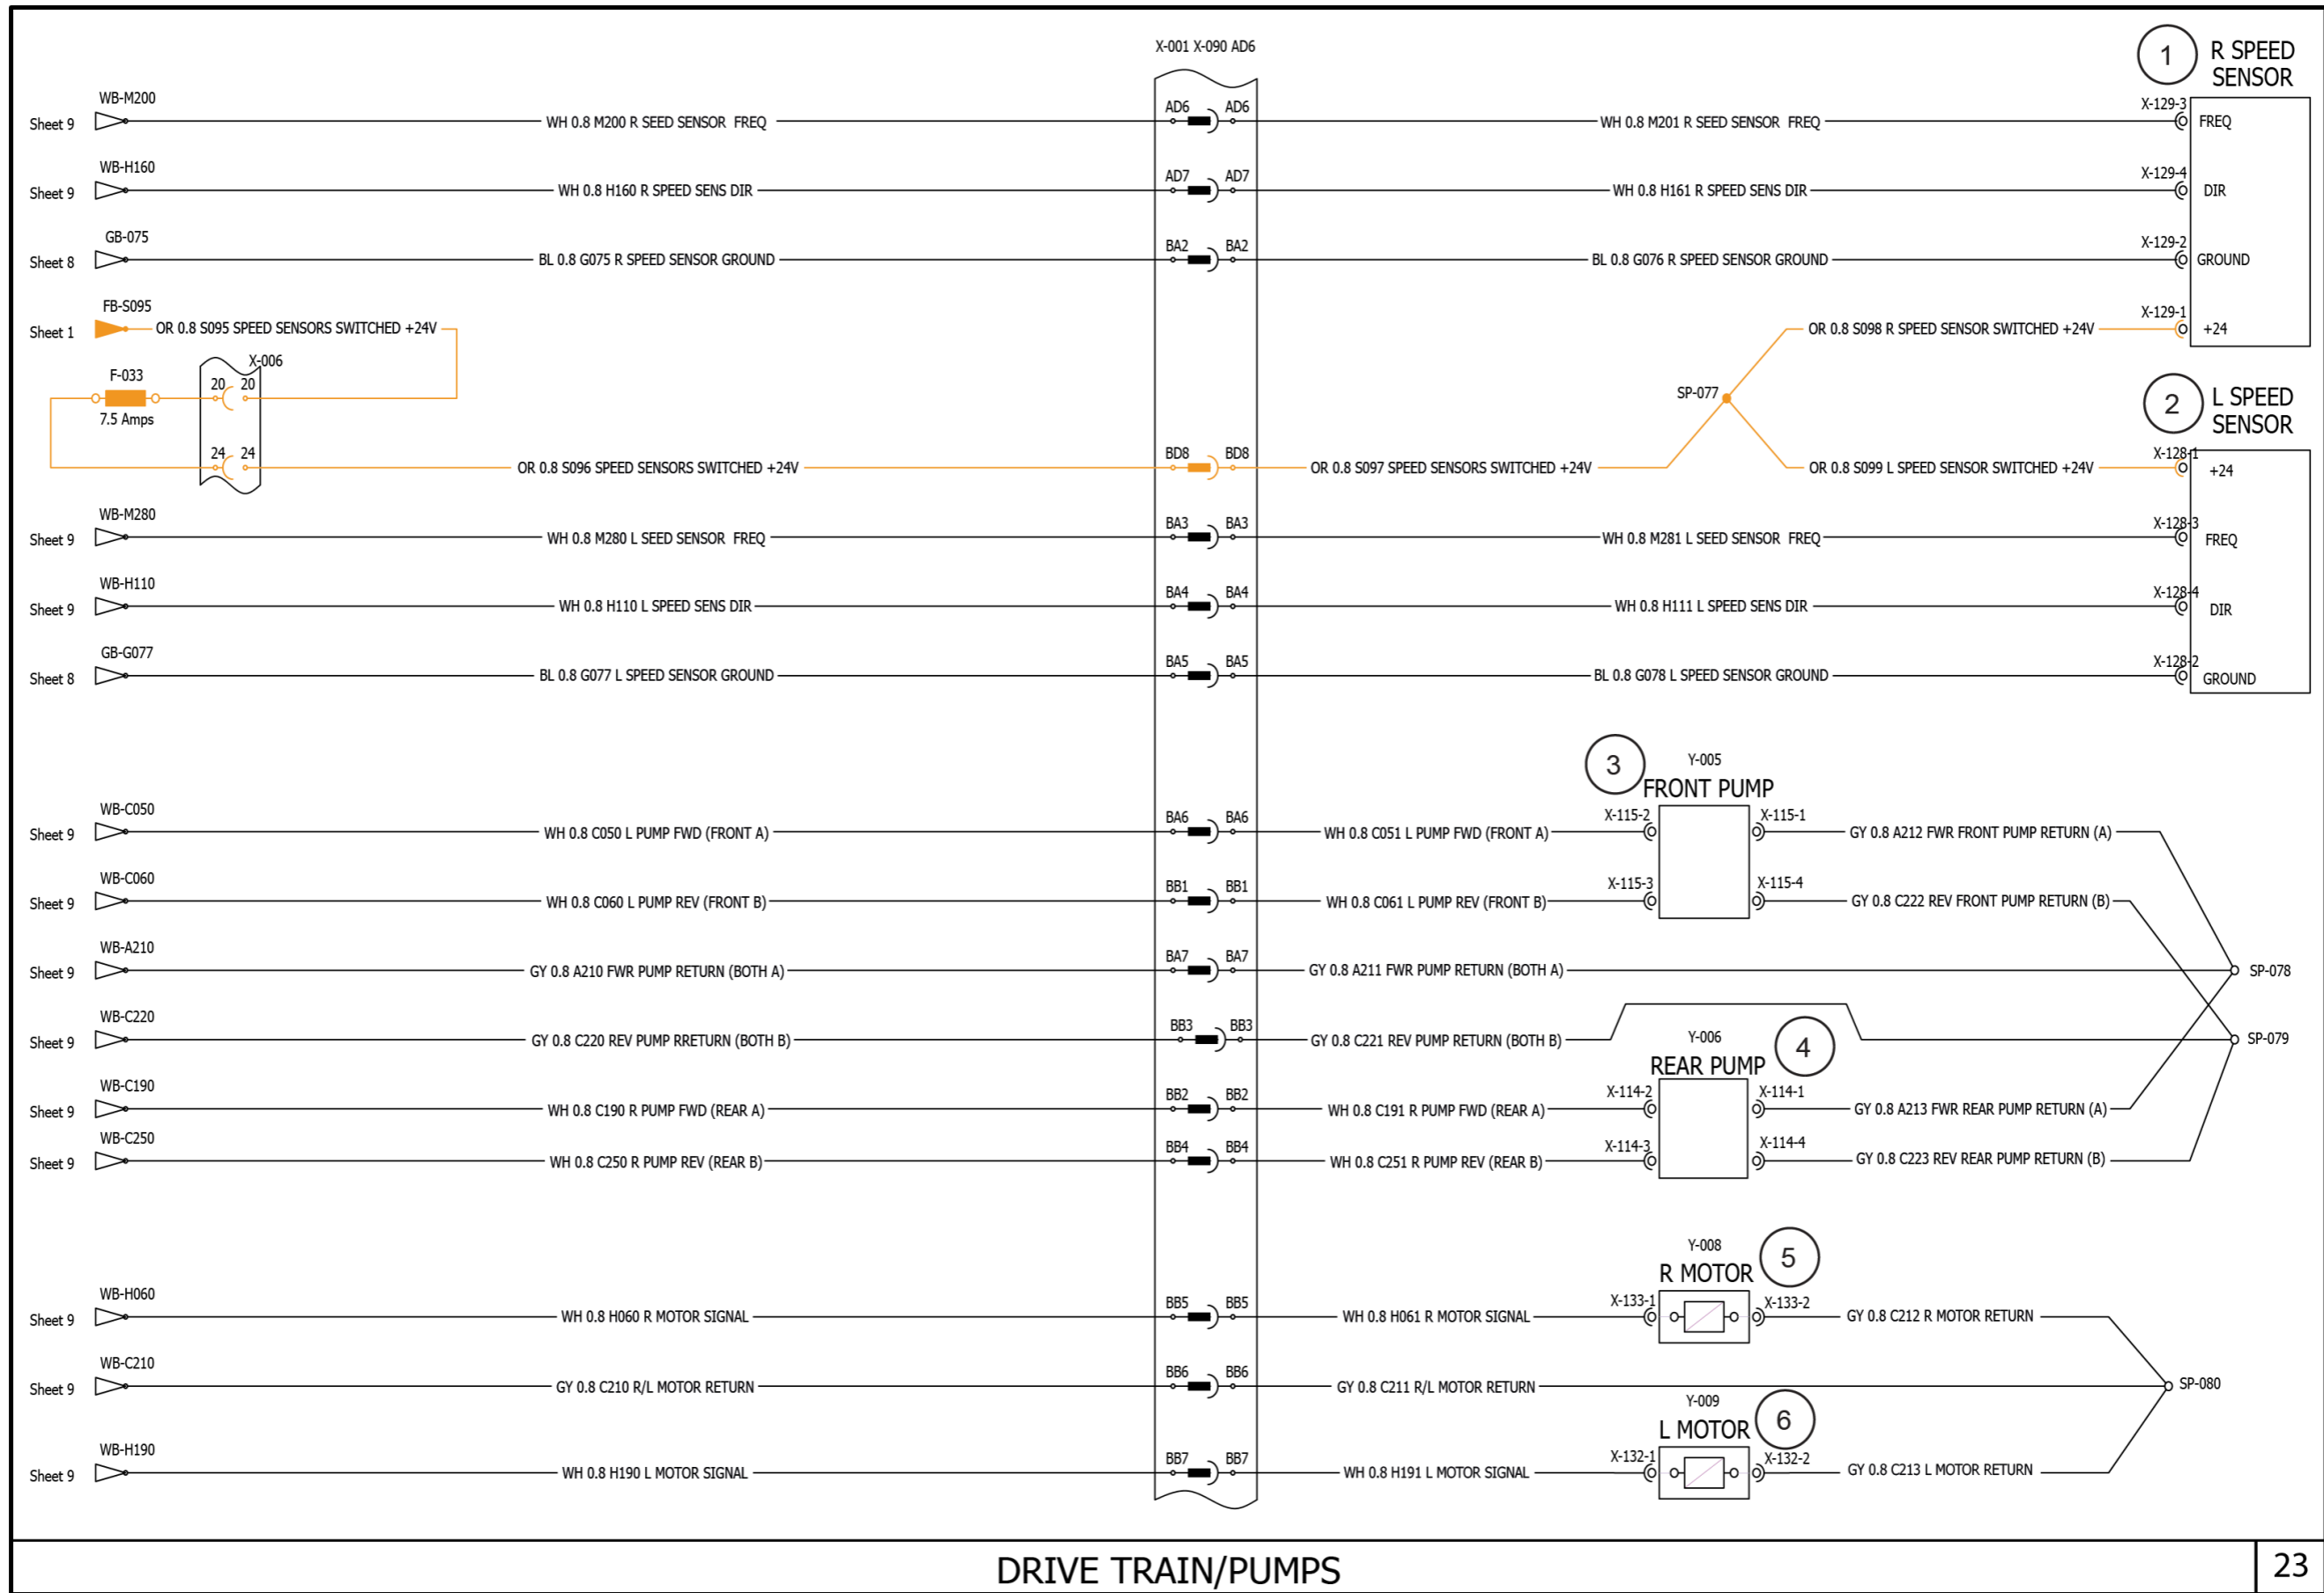 X-001 X-090 AD6
1
R SPEED
SENSOR
WB-M200
Sheet 9
WH 0.8 M200 R SEED SENSOR  FREQ
AD6 AD6
WH 0.8 M201 R SEED SENSOR  FREQ
X-129-3
FREQ
WB-H160
Sheet 9
WH 0.8 H160 R SPEED SENS DIR
AD7 AD7
WH 0.8 H161 R SPEED SENS DIR
X-129-4
DIR
GB-075
Sheet 8
BL 0.8 G075 R SPEED SENSOR GROUND
BA2 BA2
BL 0.8 G076 R SPEED SENSOR GROUND
X-129-2
GROUND
FB-S095
Sheet 1
OR 0.8 S095 SPEED SENSORS SWITCHED +24V
OR 0.8 S098 R SPEED SENSOR SWITCHED +24V
X-129-1
+24
X-006
F-033
20 20
7.5 Amps
SP-077
2
L SPEED
SENSOR
24 24
OR 0.8 S096 SPEED SENSORS SWITCHED +24V
BD8 BD8
OR 0.8 S097 SPEED SENSORS SWITCHED +24V
OR 0.8 S099 L SPEED SENSOR SWITCHED +24V
X-128-1
+24
WB-M280
Sheet 9
WH 0.8 M280 L SEED SENSOR  FREQ
BA3 BA3
WH 0.8 M281 L SEED SENSOR  FREQ
X-128-3
FREQ
WB-H110
Sheet 9
WH 0.8 H110 L SPEED SENS DIR
BA4 BA4
WH 0.8 H111 L SPEED SENS DIR
X-128-4
DIR
GB-G077
Sheet 8
BL 0.8 G077 L SPEED SENSOR GROUND
BA5 BA5
BL 0.8 G078 L SPEED SENSOR GROUND
X-128-2
GROUND
3
Y-005
FRONT PUMP
WB-C050
Sheet 9
WH 0.8 C050 L PUMP FWD (FRONT A)
BA6 BA6
WH 0.8 C051 L PUMP FWD (FRONT A)
X-115-2
X-115-1
GY 0.8 A212 FWR FRONT PUMP RETURN (A)
WB-C060
Sheet 9
WH 0.8 C060 L PUMP REV (FRONT B)
BB1 BB1
WH 0.8 C061 L PUMP REV (FRONT B)
X-115-3
X-115-4
GY 0.8 C222 REV FRONT PUMP RETURN (B)
WB-A210
Sheet 9
GY 0.8 A210 FWR PUMP RETURN (BOTH A)
BA7 BA7
GY 0.8 A211 FWR PUMP RETURN (BOTH A)
SP-078
WB-C220
Sheet 9
GY 0.8 C220 REV PUMP RRETURN (BOTH B)
BB3 BB3
GY 0.8 C221 REV PUMP RETURN (BOTH B)
SP-079
Y-006
REAR PUMP
4
WB-C190
Sheet 9
WH 0.8 C190 R PUMP FWD (REAR A)
BB2 BB2
WH 0.8 C191 R PUMP FWD (REAR A)
X-114-2
X-114-1
GY 0.8 A213 FWR REAR PUMP RETURN (A)
WB-C250
Sheet 9
WH 0.8 C250 R PUMP REV (REAR B)
BB4 BB4
WH 0.8 C251 R PUMP REV (REAR B)
X-114-3
X-114-4
GY 0.8 C223 REV REAR PUMP RETURN (B)
Y-008
R MOTOR
5
WB-H060
Sheet 9
WH 0.8 H060 R MOTOR SIGNAL
BB5 BB5
WH 0.8 H061 R MOTOR SIGNAL
X-133-1
X-133-2
GY 0.8 C212 R MOTOR RETURN
WB-C210
Sheet 9
GY 0.8 C210 R/L MOTOR RETURN
BB6 BB6
GY 0.8 C211 R/L MOTOR RETURN
SP-080
Y-009
L MOTOR
6
WB-H190
Sheet 9
WH 0.8 H190 L MOTOR SIGNAL
BB7 BB7
WH 0.8 H191 L MOTOR SIGNAL
X-132-1
X-132-2
GY 0.8 C213 L MOTOR RETURN
DRIVE TRAIN/PUMPS
23